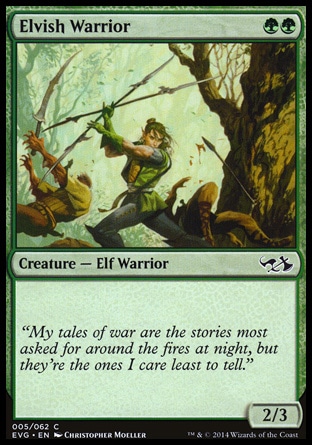 Elvish Warrior
Creature — Elf Warrior
“My tales of war are the stories most
asked for around the fires at night, but
they’re the ones I care least to tell.”
2/3
005/062 C
EVG • EN Christopher Moeller
™ & © 2014 Wizards of the Coast